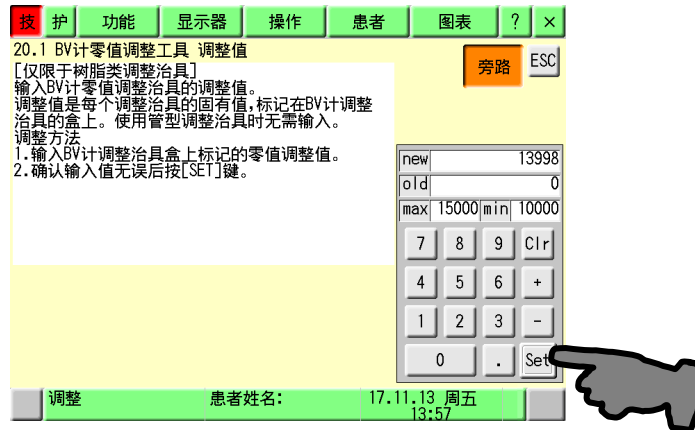 技 护 功能 显示器 操作 患者 图表 ? ×
20.1 BV计零值调整工具 调整值
旁路 ESC
[仅限于树脂类调整治具]
输入BV计零值调整治具的调整值。
调整值是每个调整治具的固有值,标记在BV计调整
治具的盒上。使用管型调整治具时无需输入。
调整方法
1.输入BV计调整治具盒上标记的零值调整值。
2.确认输入值无误后按[SET]键。
new 13998
old 0
max 15000 min 10000
7 8 9 Clr
4 5 6 +
1 2 3 -
0 . Set
调整 患者姓名: 17.11.13 周五
13:57